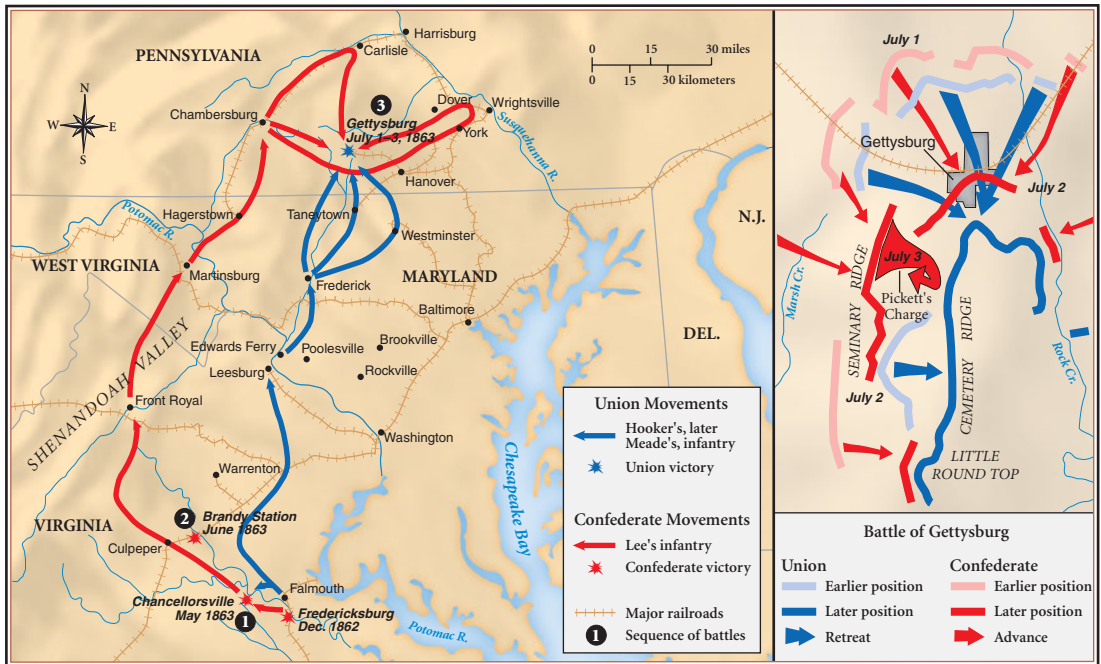 PENNSYLVANIA
Harrisburg
Carlisle
0 15 30 miles
0 15 30 kilometers
N
W E
S
Chambersburg
3
Gettysburg
July 1–3, 1863
Dover
Wrightsville
York
Susquehanna R.
Hanover
Hagerstown
Potomac R.
Taneytown
Westminster
N.J.
WEST VIRGINIA
Martinsburg
Frederick
MARYLAND
Baltimore
DEL.
Edwards Ferry
Poolesville
Brookville
Leesburg
Rockville
SHENANDOAH VALLEY
Front Royal
Washington
Warrenton
Chesapeake Bay
VIRGINIA
2
Brandy Station
June 1863
Culpeper
Falmouth
Chancellorsville
May 1863
1
Fredericksburg
Dec. 1862
Potomac R.
Union Movements
Hooker's, later
Meade's, infantry
Union victory
Confederate Movements
Lee's infantry
Confederate victory
Major railroads
1 Sequence of battles
July 1
Gettysburg
July 2
Marsh Cr.
SEMINARY RIDGE
July 3
Pickett's
Charge
CEMETERY RIDGE
Rock Cr.
July 2
LITTLE
ROUND TOP
Battle of Gettysburg
Union
Earlier position
Later position
Retreat
Confederate
Earlier position
Later position
Advance